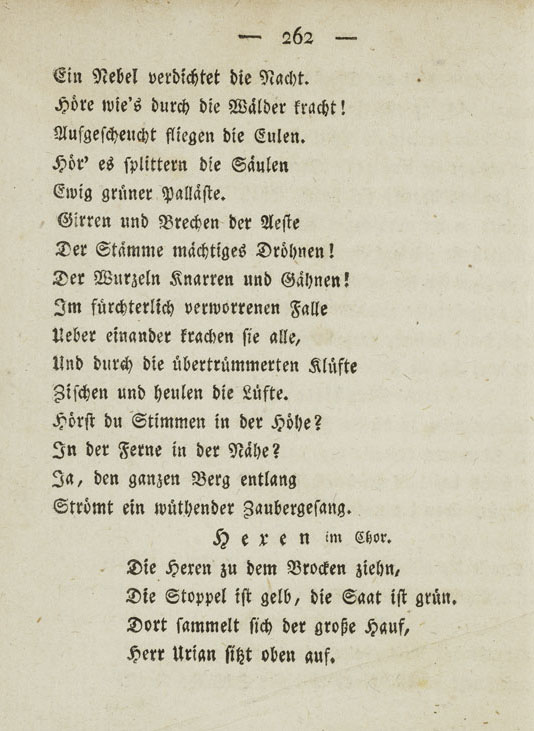 — 262 —
Ein Nebel verdichtet die Nacht.
Höre wie's durch die Wälder kracht!
Aufgescheucht fliegen die Eulen.
Hör' es splittern die Säulen
Ewig grüner Palläste.
Girren und Brechen der Aeste
Der Stämme mächtiges Dröhnen!
Der Wurzeln Knarren und Gähnen!
Im fürchterlich verworrenen Falle
Ueber einander krachen sie alle,
Und durch die übertrümmerten Klüfte
Zischen und heulen die Lüfte.
Hörst du Stimmen in der Höhe?
In der Ferne in der Nähe?
Ja, den ganzen Berg entlang
Strömt ein wüthender Zaubergesang.
Hexen im Chor.
Die Hexen zu dem Brocken ziehn,
Die Stoppel ist gelb, die Saat ist grün.
Dort sammelt sich der große Hauf,
Herr Urian sitzt oben auf.